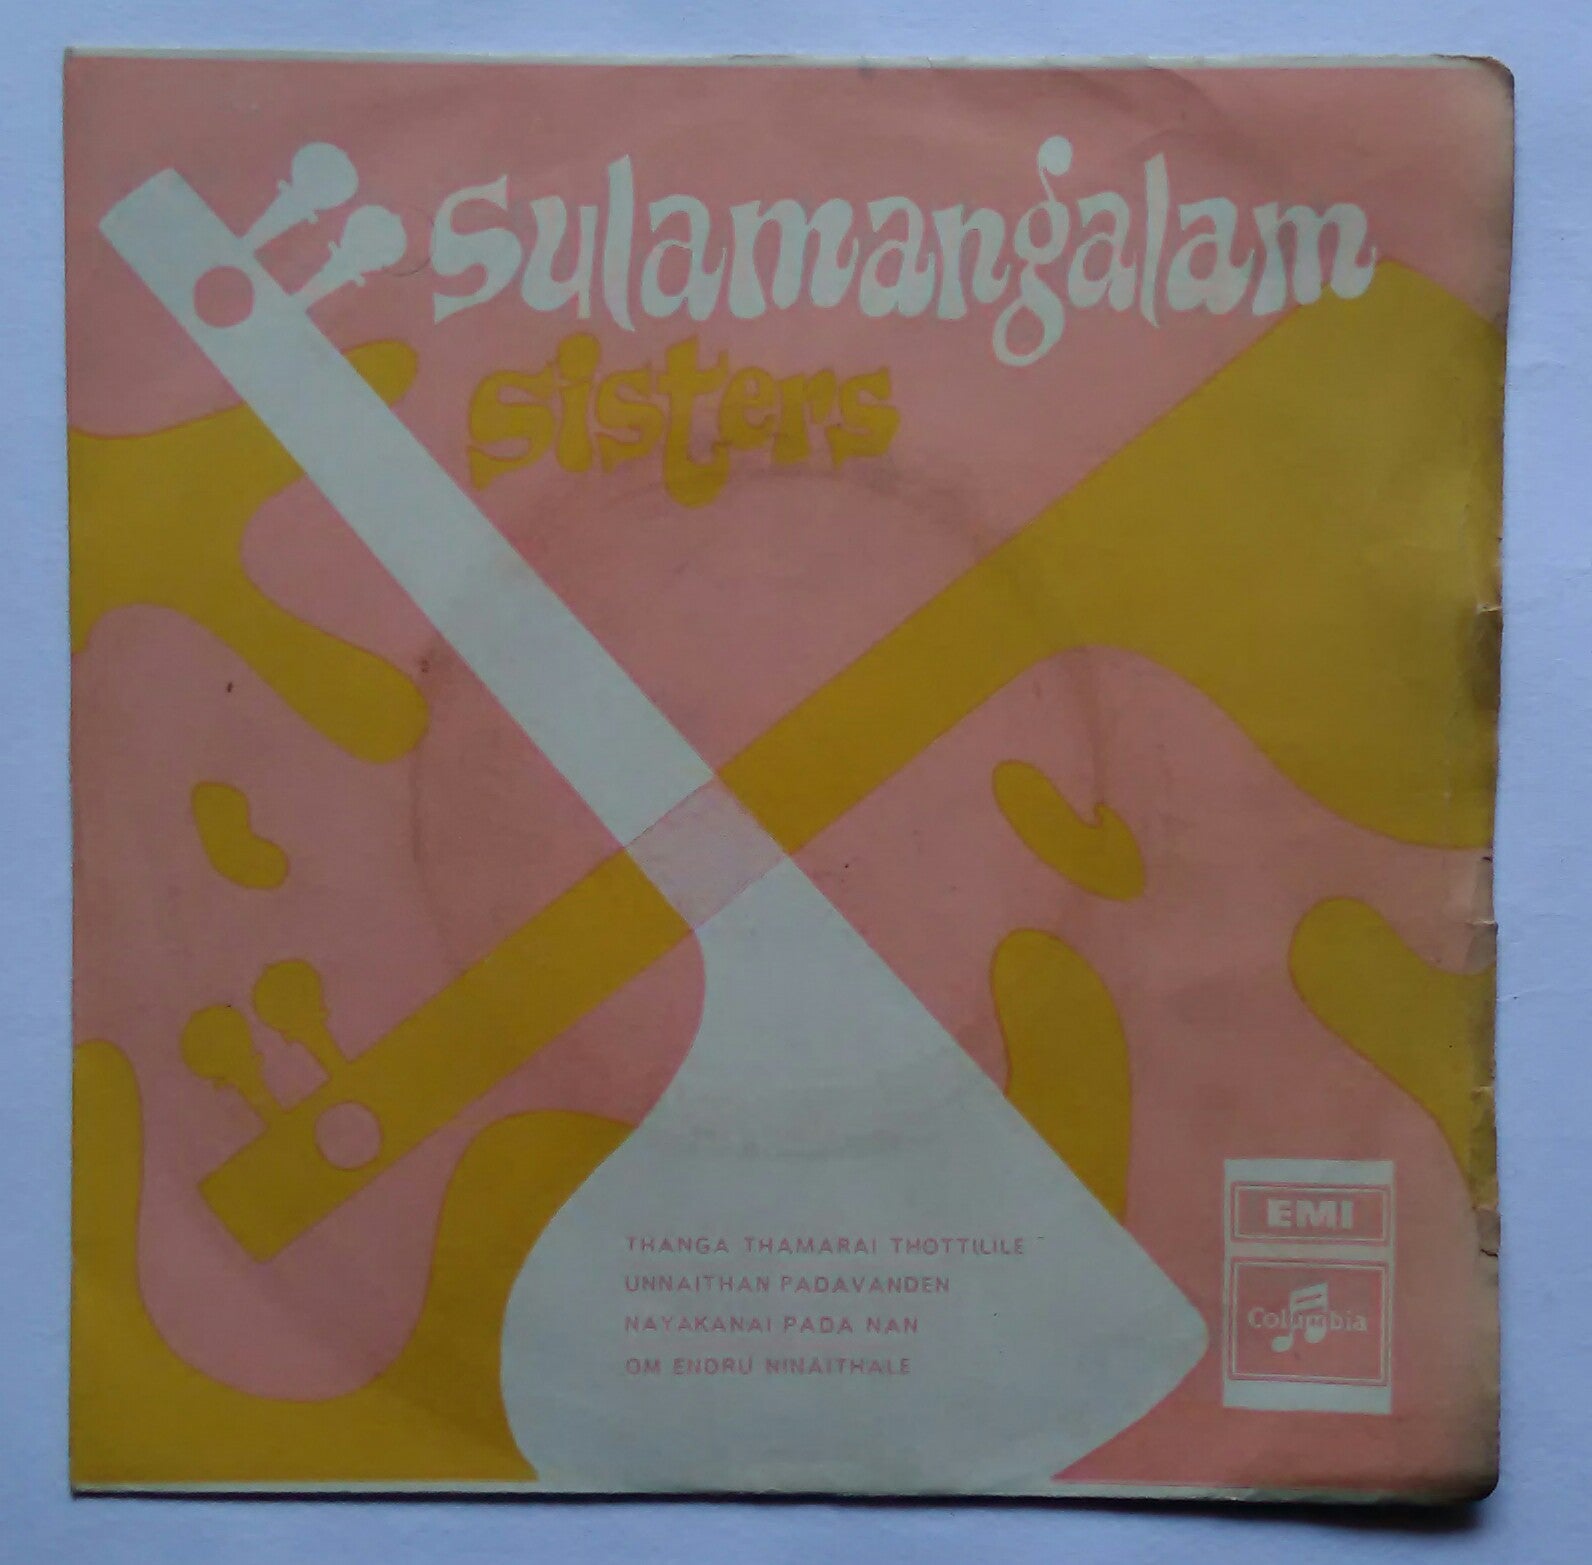 Sulamangalam
Sisters
THANGA THAMARAI THOTTILILE
UNNAITHAN PADAVANDEN
NAYAKANAI PADA NAN
OM ENDRU NINAITHALE
EMI
Columbia